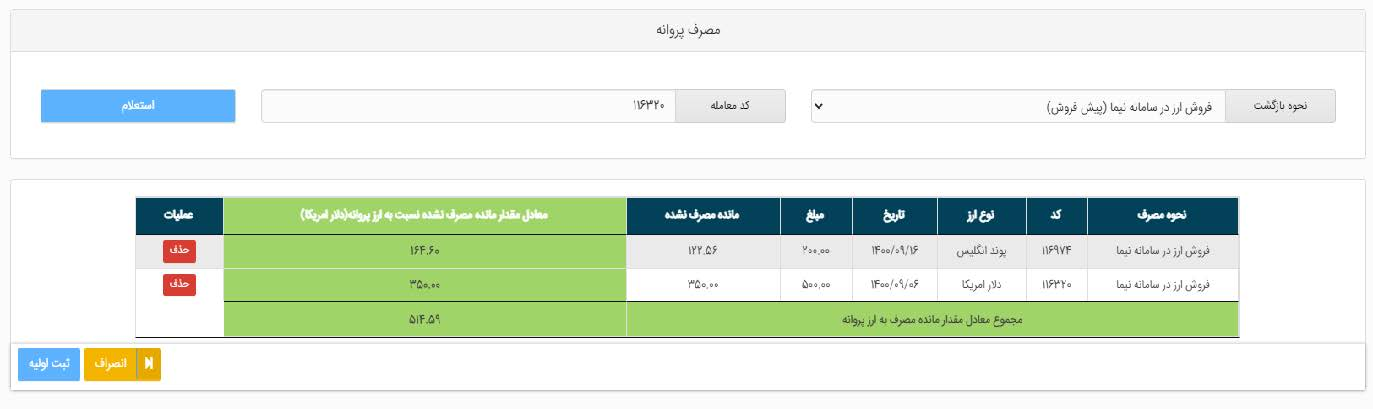 مصرف پروانه
نحوه بازگشت فروش ارز در سامانه نیما (پیش فروش) کد معامله ۱۱۶۳۲۰ استعلام
نحوه مصرف کد نوع ارز تاریخ مبلغ مانده مصرف نشده معادل مقدار مانده مصرف نشده نسبت به ارز پروانه(دلار امریکا) عملیات
فروش ارز در سامانه نیما ۱۱۶۹۷۴ پوند انگلیس ۱۴۰۰/۰۹/۱۶ ۲۰۰.۰۰ ۱۲۲.۵۶ ۱۶۴.۶۰ حذف
فروش ارز در سامانه نیما ۱۱۶۳۲۰ دلار امریکا ۱۴۰۰/۰۹/۰۶ ۵۰۰.۰۰ ۳۵۰.۰۰ ۳۵۰.۰۰ حذف
مجموع معادل مقدار مانده مصرف به ارز پروانه ۵۱۴.۵۹
انصراف ثبت اولیه